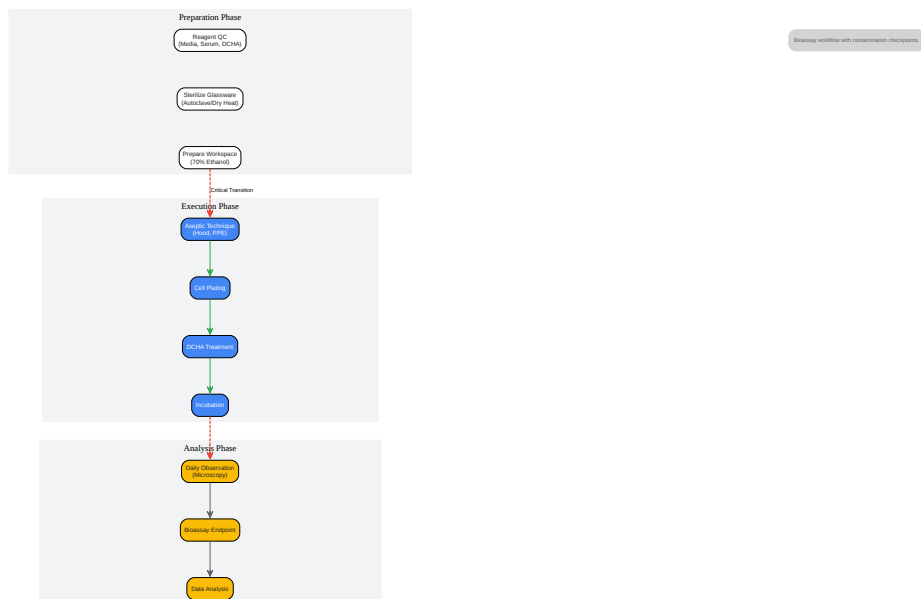 Preparation Phase
Reagent QC
(Media, Serum, DCHA)
Bioassay workflow with contamination checkpoints.
Sterilize Glassware
(Autoclave/Dry Heat)
Prepare Workspace
(70% Ethanol)
Critical Transition
Execution Phase
Aseptic Technique
(Hood, PPE)
Cell Plating
DCHA Treatment
Incubation
Analysis Phase
Daily Observation
(Microscopy)
Bioassay Endpoint
Data Analysis